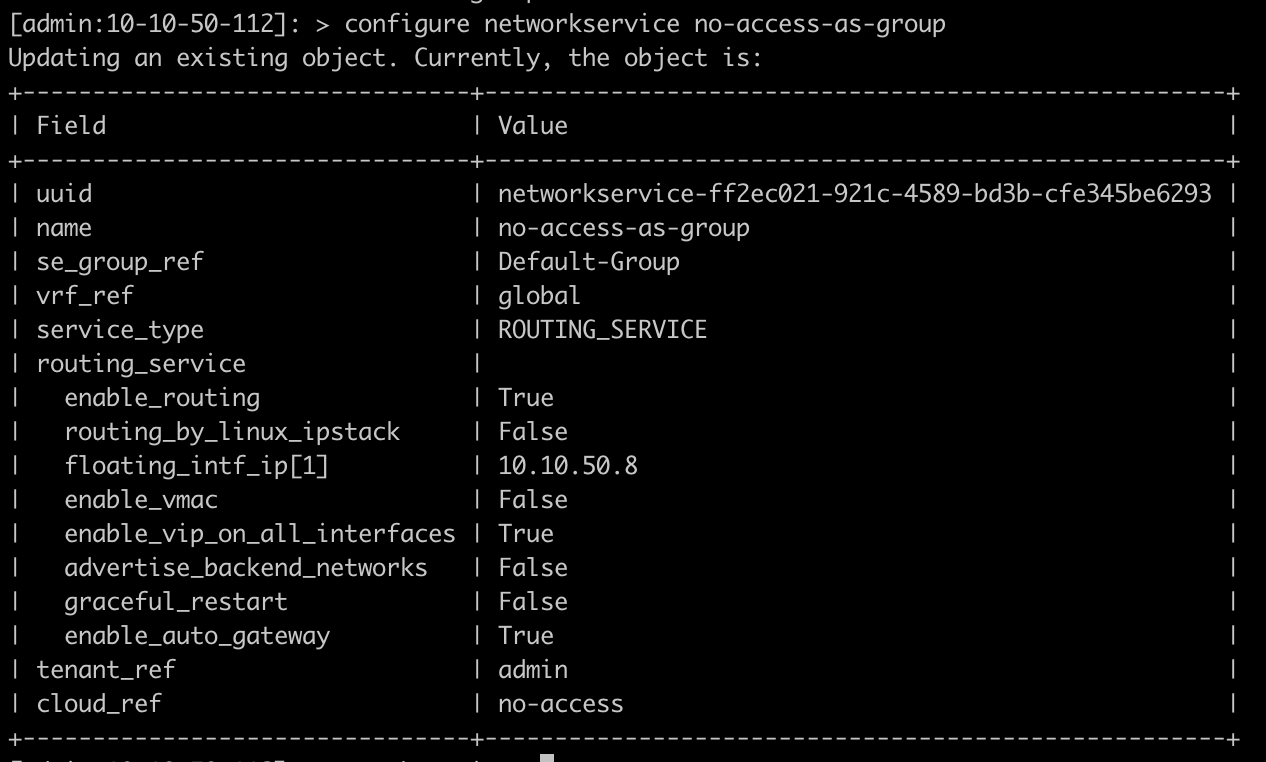 [admin:10-10-50-112]: > configure networkservice no-access-as-group
Updating an existing object. Currently, the object is:
+--------------------------------+-----------------------------------------------------+
| Field | Value |
+--------------------------------+-----------------------------------------------------+
| uuid | networkservice-ff2ec021-921c-4589-bd3b-cfe345be6293 |
| name | no-access-as-group |
| se_group_ref | Default-Group |
| vrf_ref | global |
| service_type | ROUTING_SERVICE |
| routing_service | |
| enable_routing | True |
| routing_by_linux_ipstack | False |
| floating_intf_ip[1] | 10.10.50.8 |
| enable_vmac | False |
| enable_vip_on_all_interfaces | True |
| advertise_backend_networks | False |
| graceful_restart | False |
| enable_auto_gateway | True |
| tenant_ref | admin |
| cloud_ref | no-access |
+--------------------------------+-----------------------------------------------------+